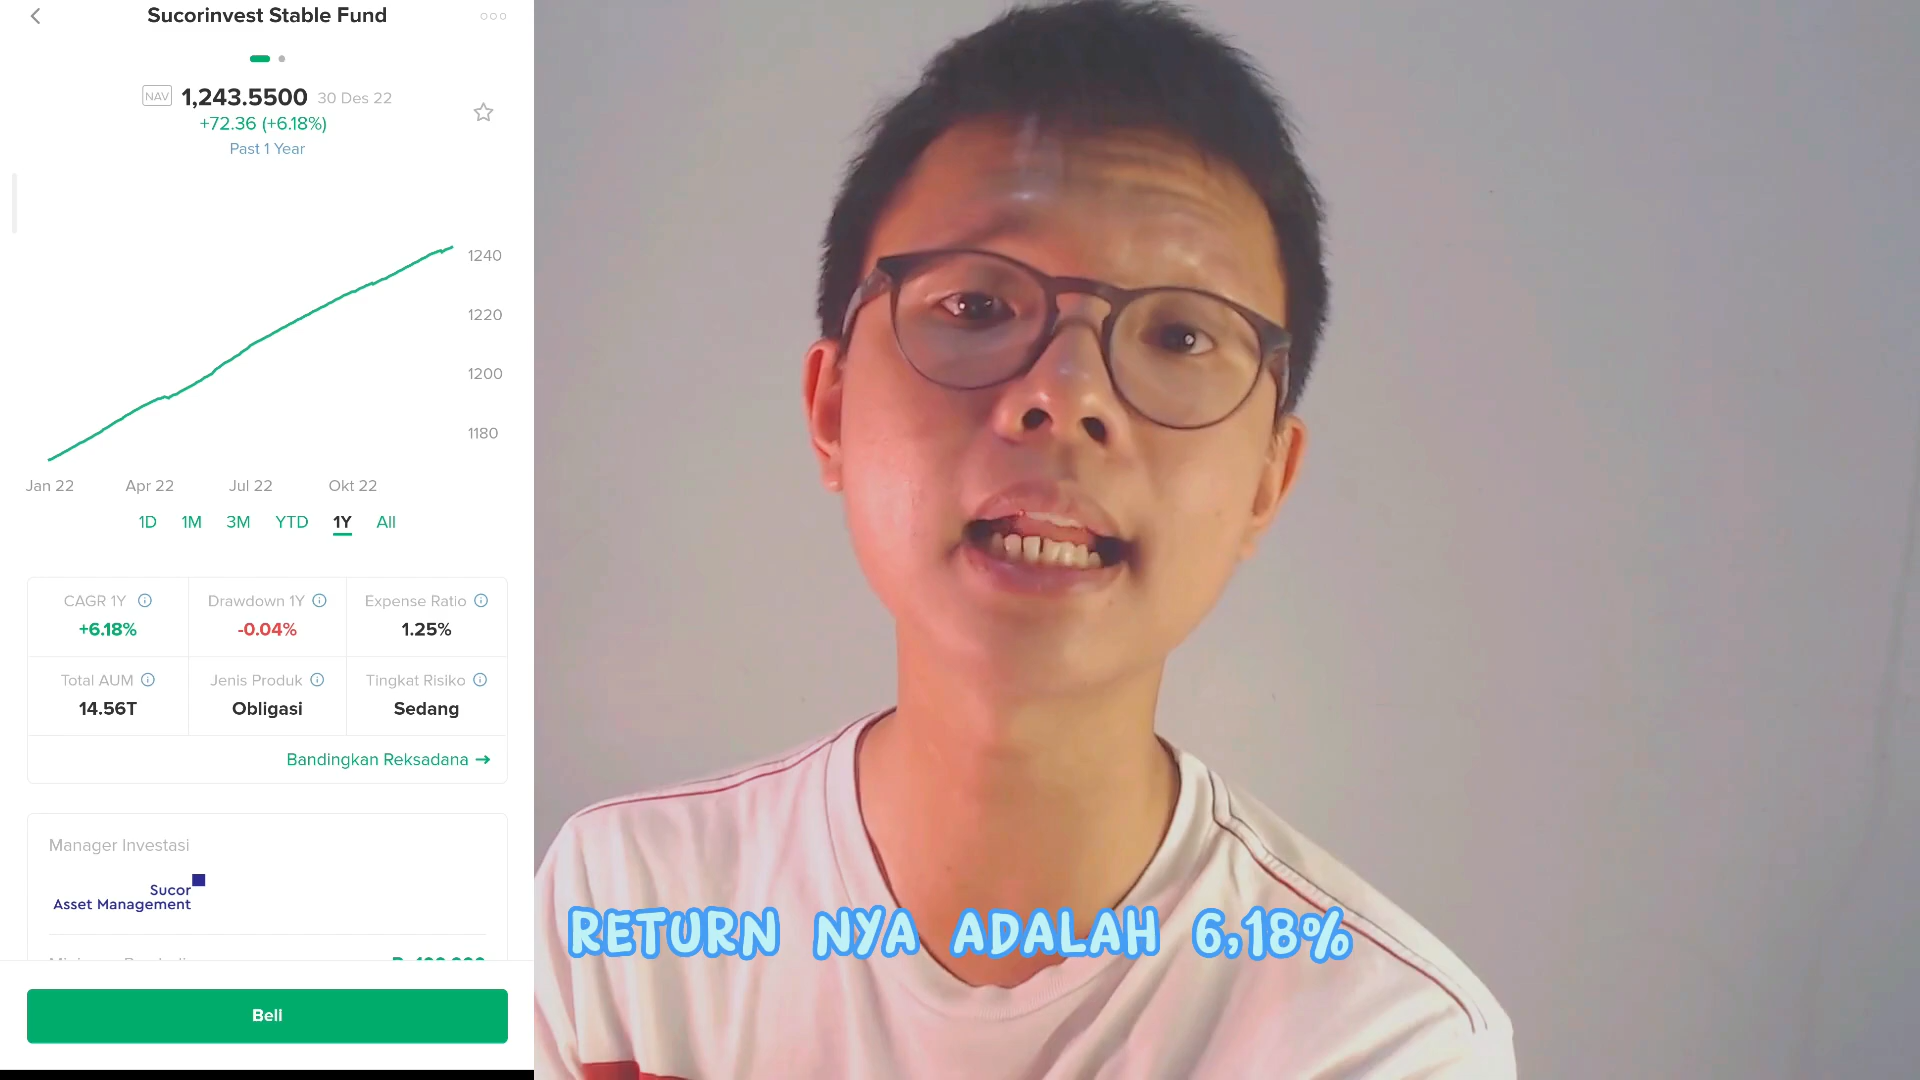 Sucorinvest Stable Fund
NAV 1,243.5500 30 Des 22
+72.36 (+6.18%)
Past 1 Year
1240
1220
1200
1180
Jan 22 Apr 22 Jul 22 Okt 22
1D 1M 3M YTD 1Y All
CAGR 1Y Drawdown 1Y Expense Ratio
+6.18% -0.04% 1.25%
Total AUM Jenis Produk Tingkat Risiko
14.56T Obligasi Sedang
Bandingkan Reksadana →
Manager Investasi
Sucor
Asset Management
Beli
RETURN NYA ADALAH 6,18%